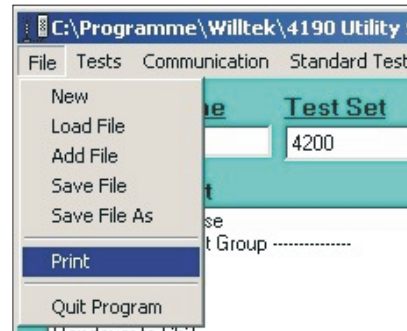 C:\Programme\Willtek\4190 Utility
File Tests Communication Standard Test
New
Load File
Add File
Save File
Save File As
Print
Quit Program
Test Set
4200
t Group ---------------